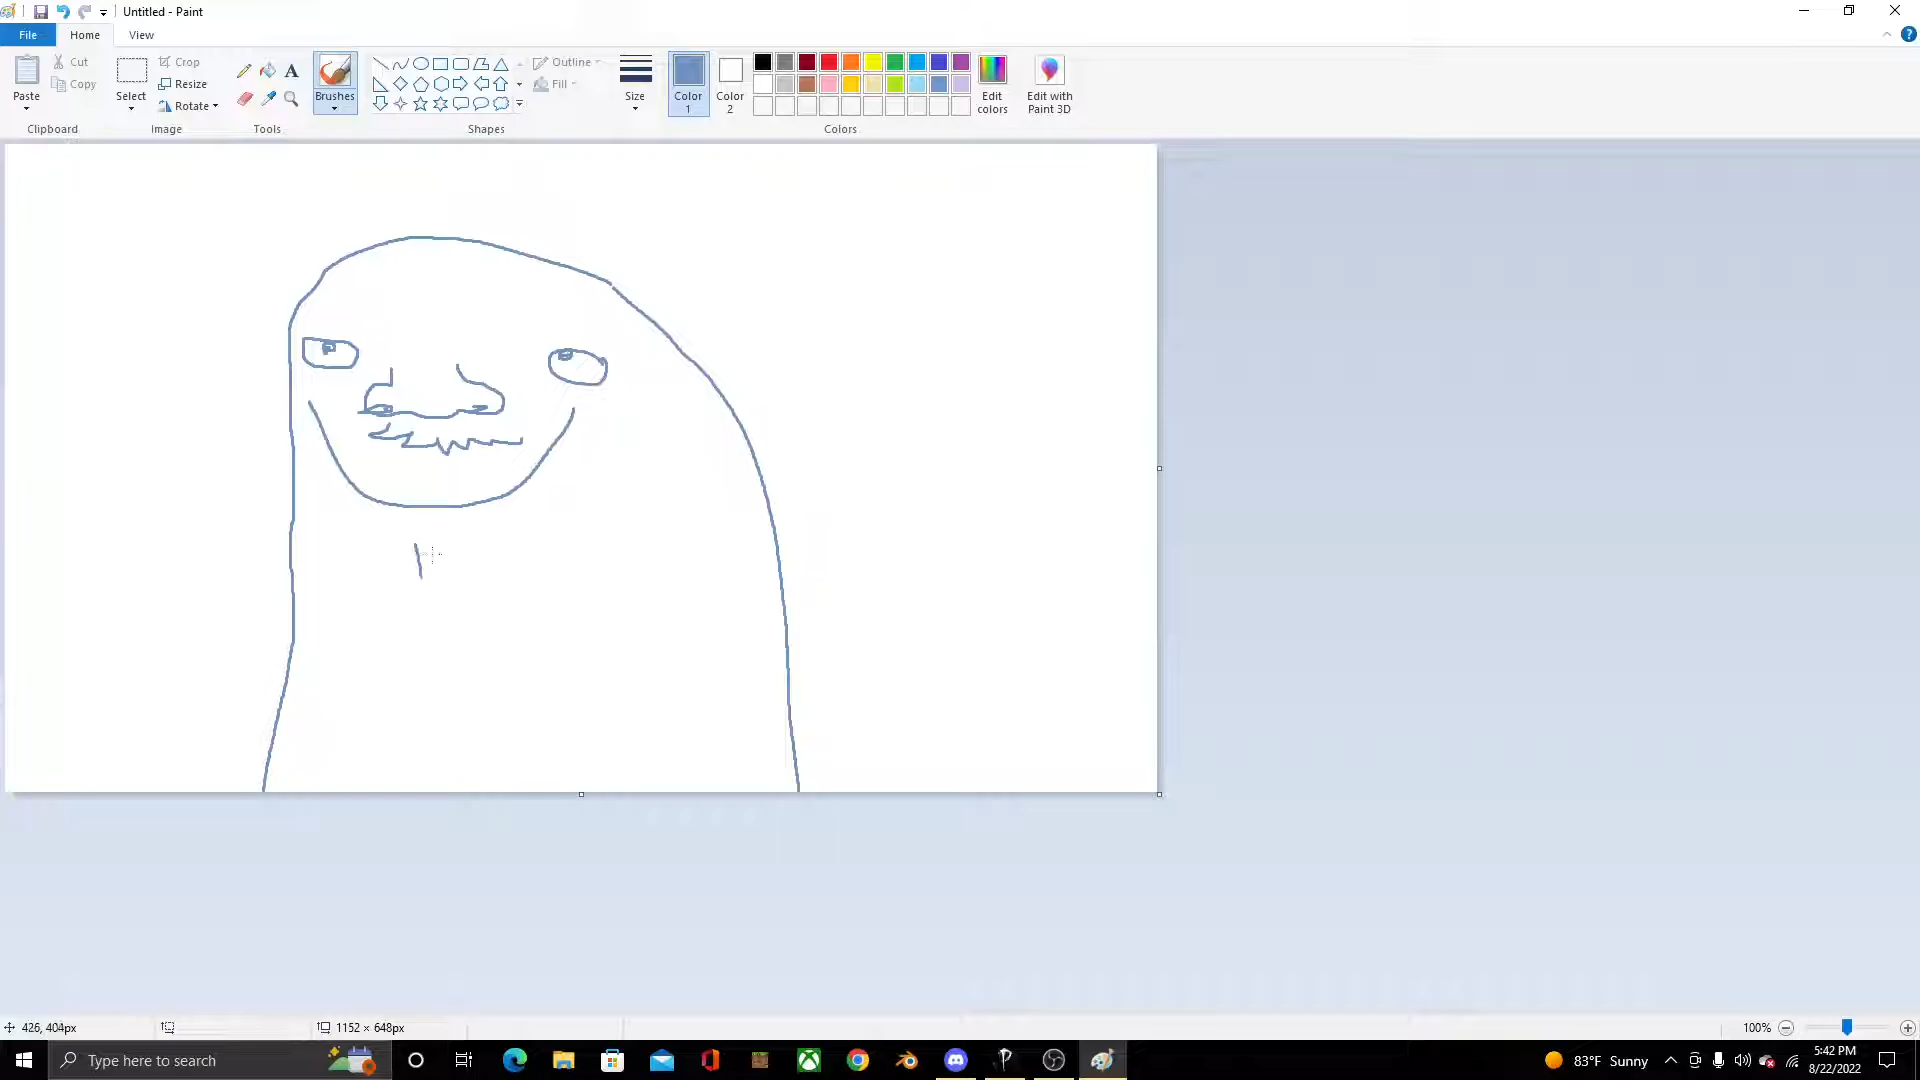 Untitled - Paint
File Home View
Paste
Cut
Copy
Clipboard
Select
Crop
Resize
Rotate
Image
A
Tools
Brushes
Shapes
Outline
Fill
Size
Color 1
Color 2
Colors
Edit colors
Edit with Paint 3D
?
426, 404px
1152 × 648px
100%
Type here to search
83°F Sunny
5:42 PM
8/22/2022